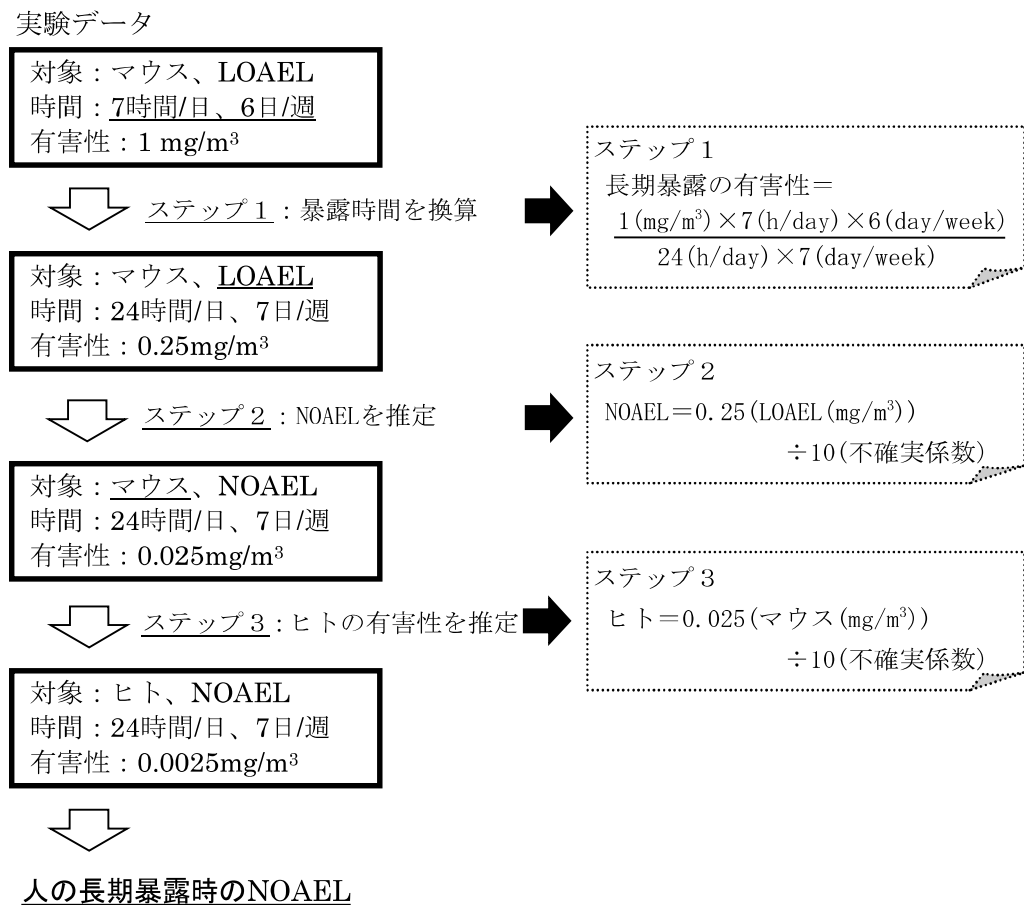 実験データ
対象：マウス、LOAEL
時間：7時間/日、6日/週
有害性：1 mg/m³
ステップ１：暴露時間を換算
ステップ１
長期暴露の有害性＝
1(mg/m³)×7(h/day)×6(day/week)
24(h/day)×7(day/week)
対象：マウス、LOAEL
時間：24時間/日、7日/週
有害性：0.25mg/m³
ステップ２：NOAELを推定
ステップ２
NOAEL＝0.25(LOAEL(mg/m³))
÷10(不確実係数)
対象：マウス、NOAEL
時間：24時間/日、7日/週
有害性：0.025mg/m³
ステップ３：ヒトの有害性を推定
ステップ３
ヒト＝0.025(マウス(mg/m³))
÷10(不確実係数)
対象：ヒト、NOAEL
時間：24時間/日、7日/週
有害性：0.0025mg/m³
人の長期暴露時のNOAEL